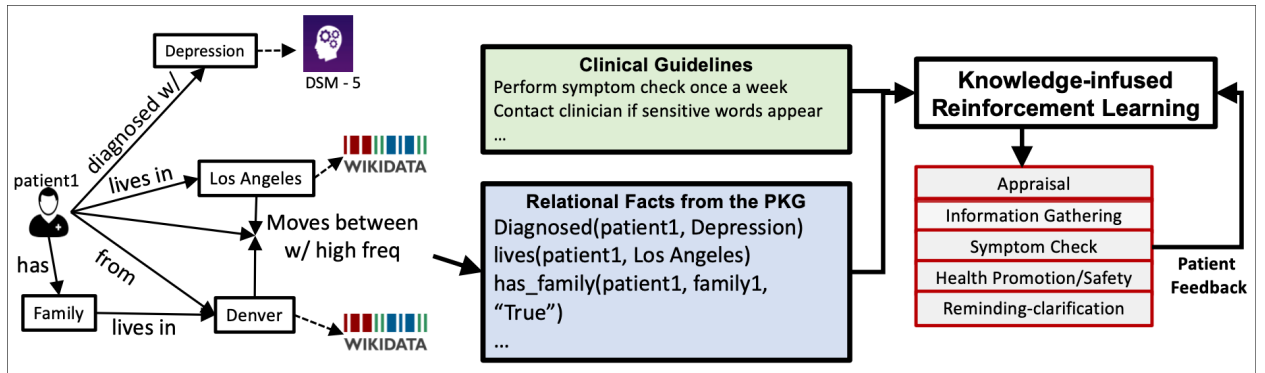 Depression
DSM - 5
diagnosed w/
patient1
lives in
Los Angeles
WIKIDATA
Moves between
w/ high freq
has
from
Family
lives in
Denver
WIKIDATA
Clinical Guidelines
Perform symptom check once a week
Contact clinician if sensitive words appear
...
Relational Facts from the PKG
Diagnosed(patient1, Depression)
lives(patient1, Los Angeles)
has_family(patient1, family1,
“True”)
...
Knowledge-infused
Reinforcement Learning
Appraisal
Information Gathering
Symptom Check
Health Promotion/Safety
Reminding-clarification
Patient
Feedback